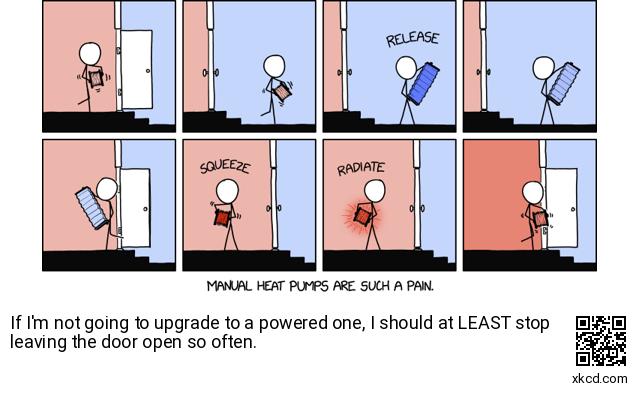 RELEASE
SQUEEZE
RADIATE
MANUAL HEAT PUMPS ARE SUCH A PAIN.
If I'm not going to upgrade to a powered one, I should at LEAST stop
leaving the door open so often.
xkcd.com